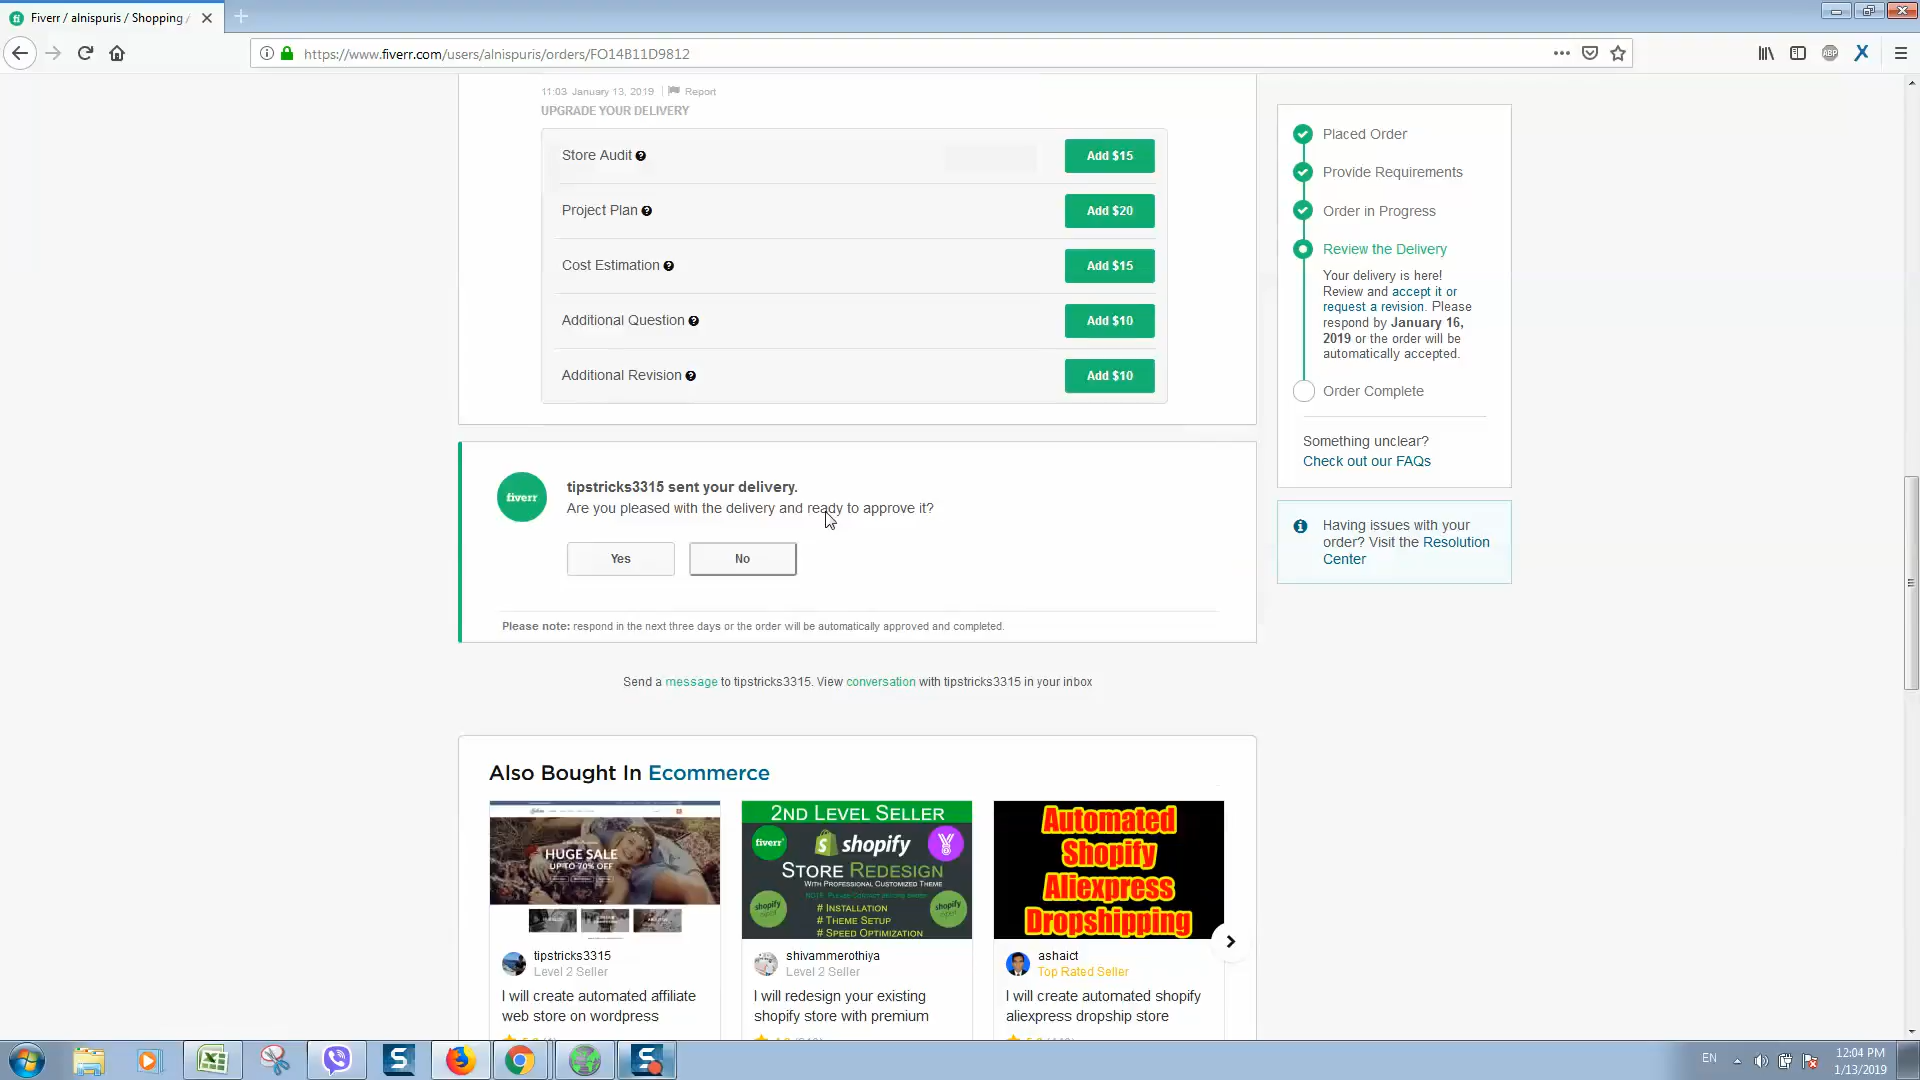 Fiverr / alnispuris / Shopping /
https://www.fiverr.com/users/alnispuris/orders/FO14B11D9812
ABP
11:03 January 13, 2019 | Report
UPGRADE YOUR DELIVERY
Store Audit
Add $15
Project Plan
Add $20
Cost Estimation
Add $15
Additional Question
Add $10
Additional Revision
Add $10
Placed Order
Provide Requirements
Order in Progress
Review the Delivery
Your delivery is here!
Review and accept it or
request a revision. Please
respond by January 16,
2019 or the order will be
automatically accepted.
Order Complete
Something unclear?
Check out our FAQs
Having issues with your
order? Visit the Resolution
Center
fiverr
tipstricks3315 sent your delivery.
Are you pleased with the delivery and ready to approve it?
Yes
No
Please note: respond in the next three days or the order will be automatically approved and completed.
Send a message to tipstricks3315. View conversation with tipstricks3315 in your inbox
Also Bought In Ecommerce
HUGE SALE
UP TO 70% OFF
tipstricks3315
Level 2 Seller
I will create automated affiliate
web store on wordpress
2ND LEVEL SELLER
fiverr
shopify
STORE REDESIGN
WITH PROFESSIONAL CUSTOMIZED THEME
# INSTALLATION
# THEME SETUP
# SPEED OPTIMIZATION
shopify
shopify
shivammerothiya
Level 2 Seller
I will redesign your existing
shopify store with premium
Automated
Shopify
Aliexpress
Dropshipping
ashaict
Top Rated Seller
I will create automated shopify
aliexpress dropship store
EN
12:04 PM
1/13/2019